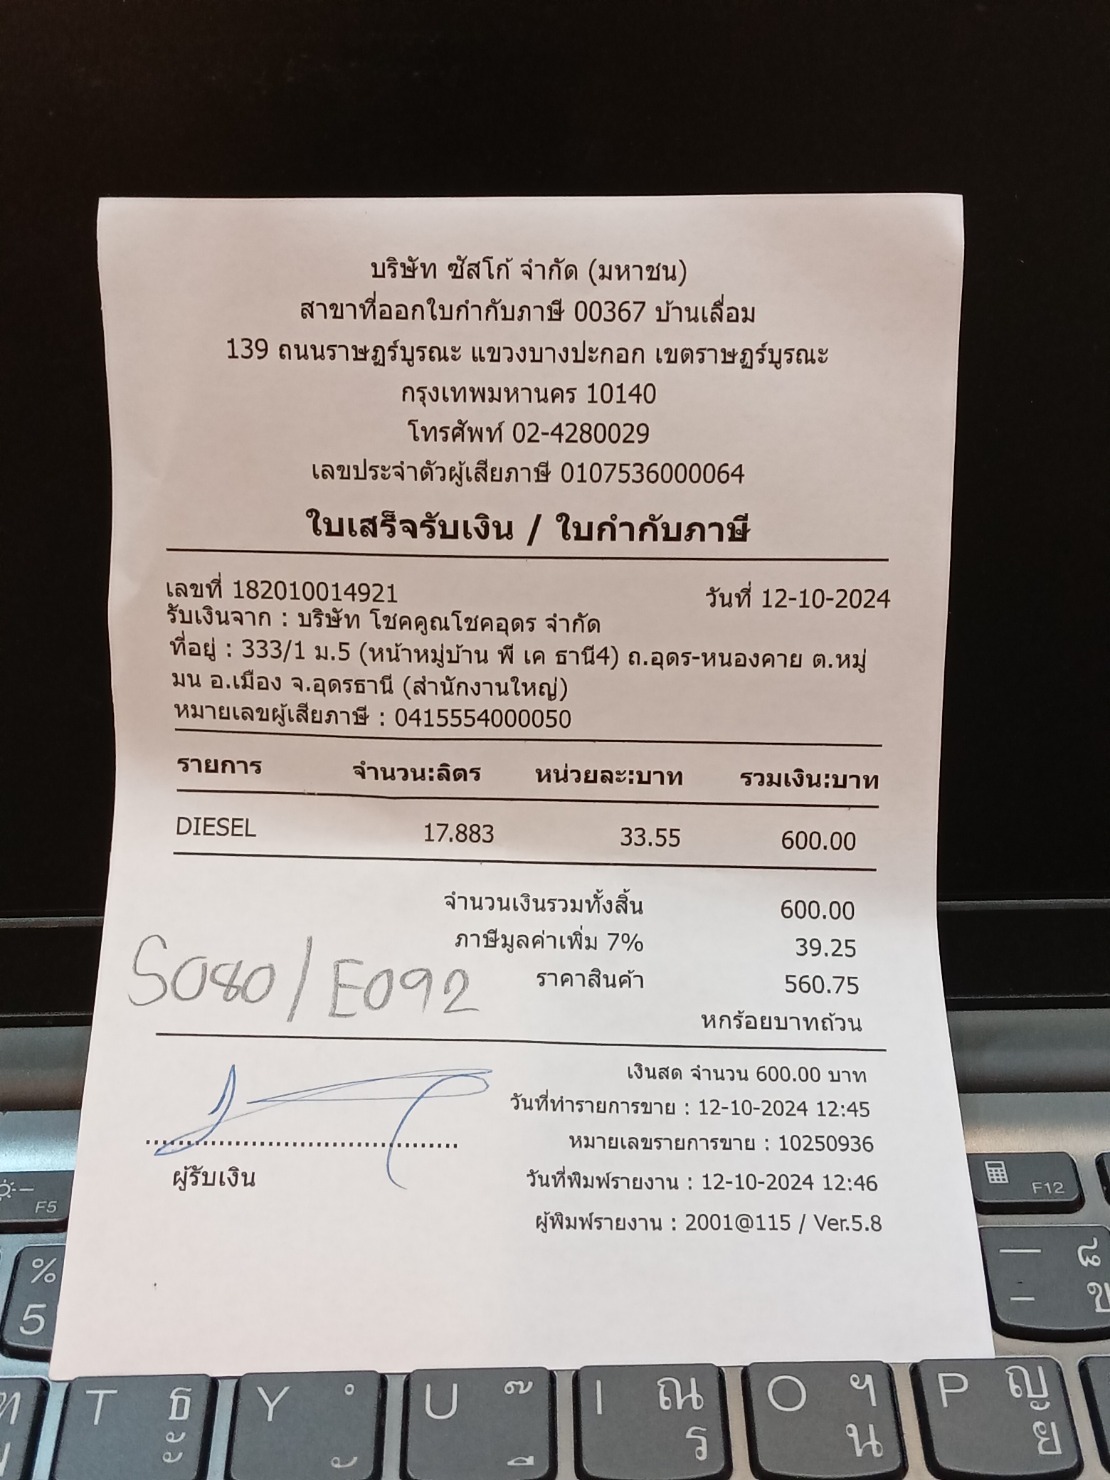 บริษัท ซัสโก้ จำกัด (มหาชน)
สาขาที่ออกใบกำกับภาษี 00367 บ้านเลื่อม
139 ถนนราษฎร์บูรณะ แขวงบางปะกอก เขตราษฎร์บูรณะ
กรุงเทพมหานคร 10140
โทรศัพท์ 02-4280029
เลขประจำตัวผู้เสียภาษี 0107536000064
ใบเสร็จรับเงิน / ใบกำกับภาษี
เลขที่ 182010014921 วันที่ 12-10-2024
รับเงินจาก : บริษัท โชคคูณโชคอุดร จำกัด
ที่อยู่ : 333/1 ม.5 (หน้าหมู่บ้าน พี เค ธานี4) ถ.อุดร-หนองคาย ต.หมู่
มน อ.เมือง จ.อุดรธานี (สำนักงานใหญ่)
หมายเลขผู้เสียภาษี : 0415554000050
รายการ จำนวน:ลิตร หน่วยละ:บาท รวมเงิน:บาท
DIESEL 17.883 33.55 600.00
จำนวนเงินรวมทั้งสิ้น 600.00
ภาษีมูลค่าเพิ่ม 7% 39.25
ราคาสินค้า 560.75
S080/E092
หกร้อยบาทถ้วน
เงินสด จำนวน 600.00 บาท
วันที่ทำรายการขาย : 12-10-2024 12:45
หมายเลขรายการขาย : 10250936
ผู้รับเงิน
วันที่พิมพ์รายงาน : 12-10-2024 12:46
ผู้พิมพ์รายงาน : 2001@115 / Ver.5.8
F5
F12
% 5
T ธ
Y
U
I ณ ร
O ฯ น
P ญ ย